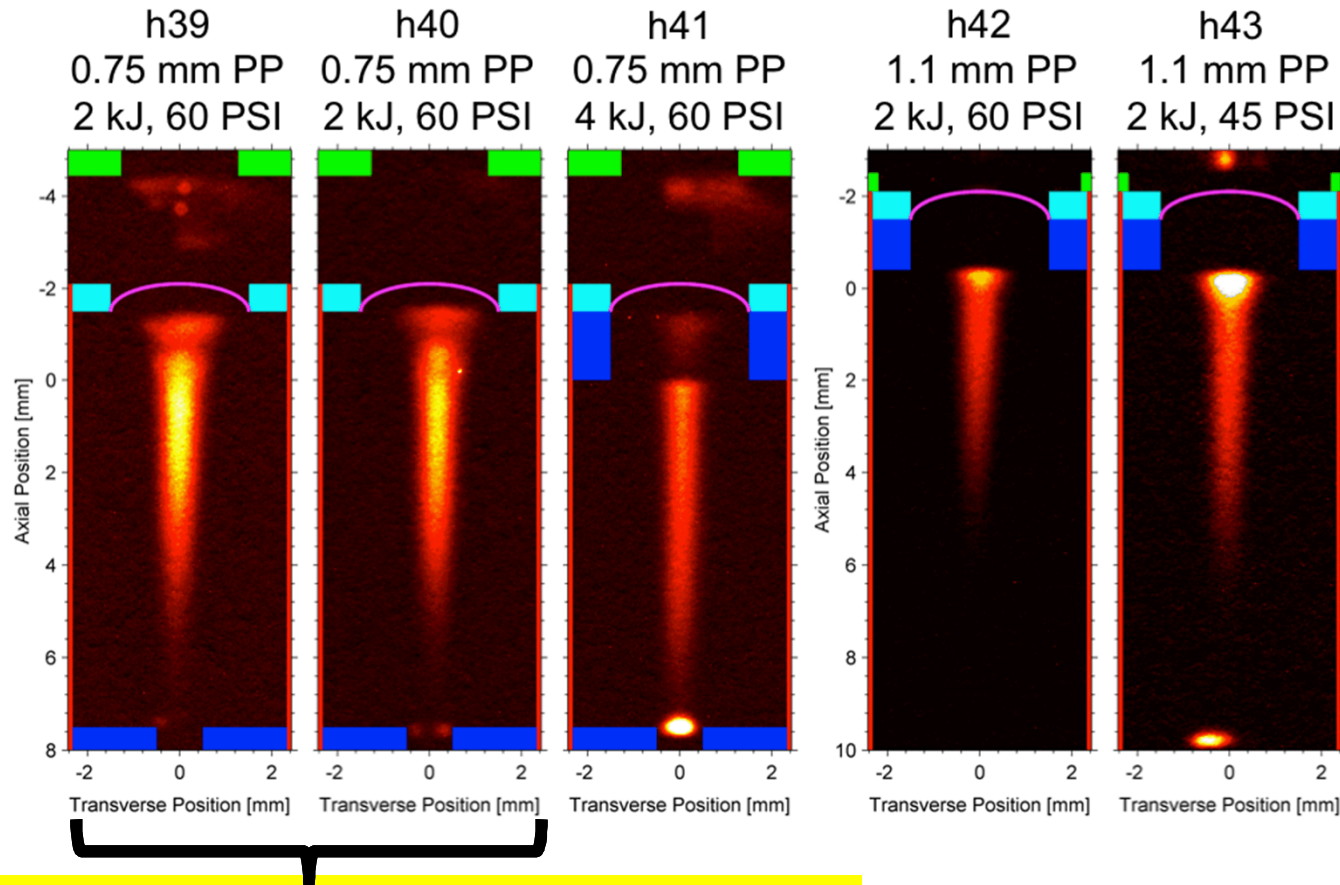 h39
0.75 mm PP
2 kJ, 60 PSI
h40
0.75 mm PP
2 kJ, 60 PSI
h41
0.75 mm PP
4 kJ, 60 PSI
h42
1.1 mm PP
2 kJ, 60 PSI
h43
1.1 mm PP
2 kJ, 45 PSI
Axial Position [mm]
-4
-2
0
2
4
6
8
-2 0 2
Transverse Position [mm]
-2 0 2
Transverse Position [mm]
-2 0 2
Transverse Position [mm]
Axial Position [mm]
-2
0
2
4
6
8
10
-2 0 2
Transverse Position [mm]
-2 0 2
Transverse Position [mm]